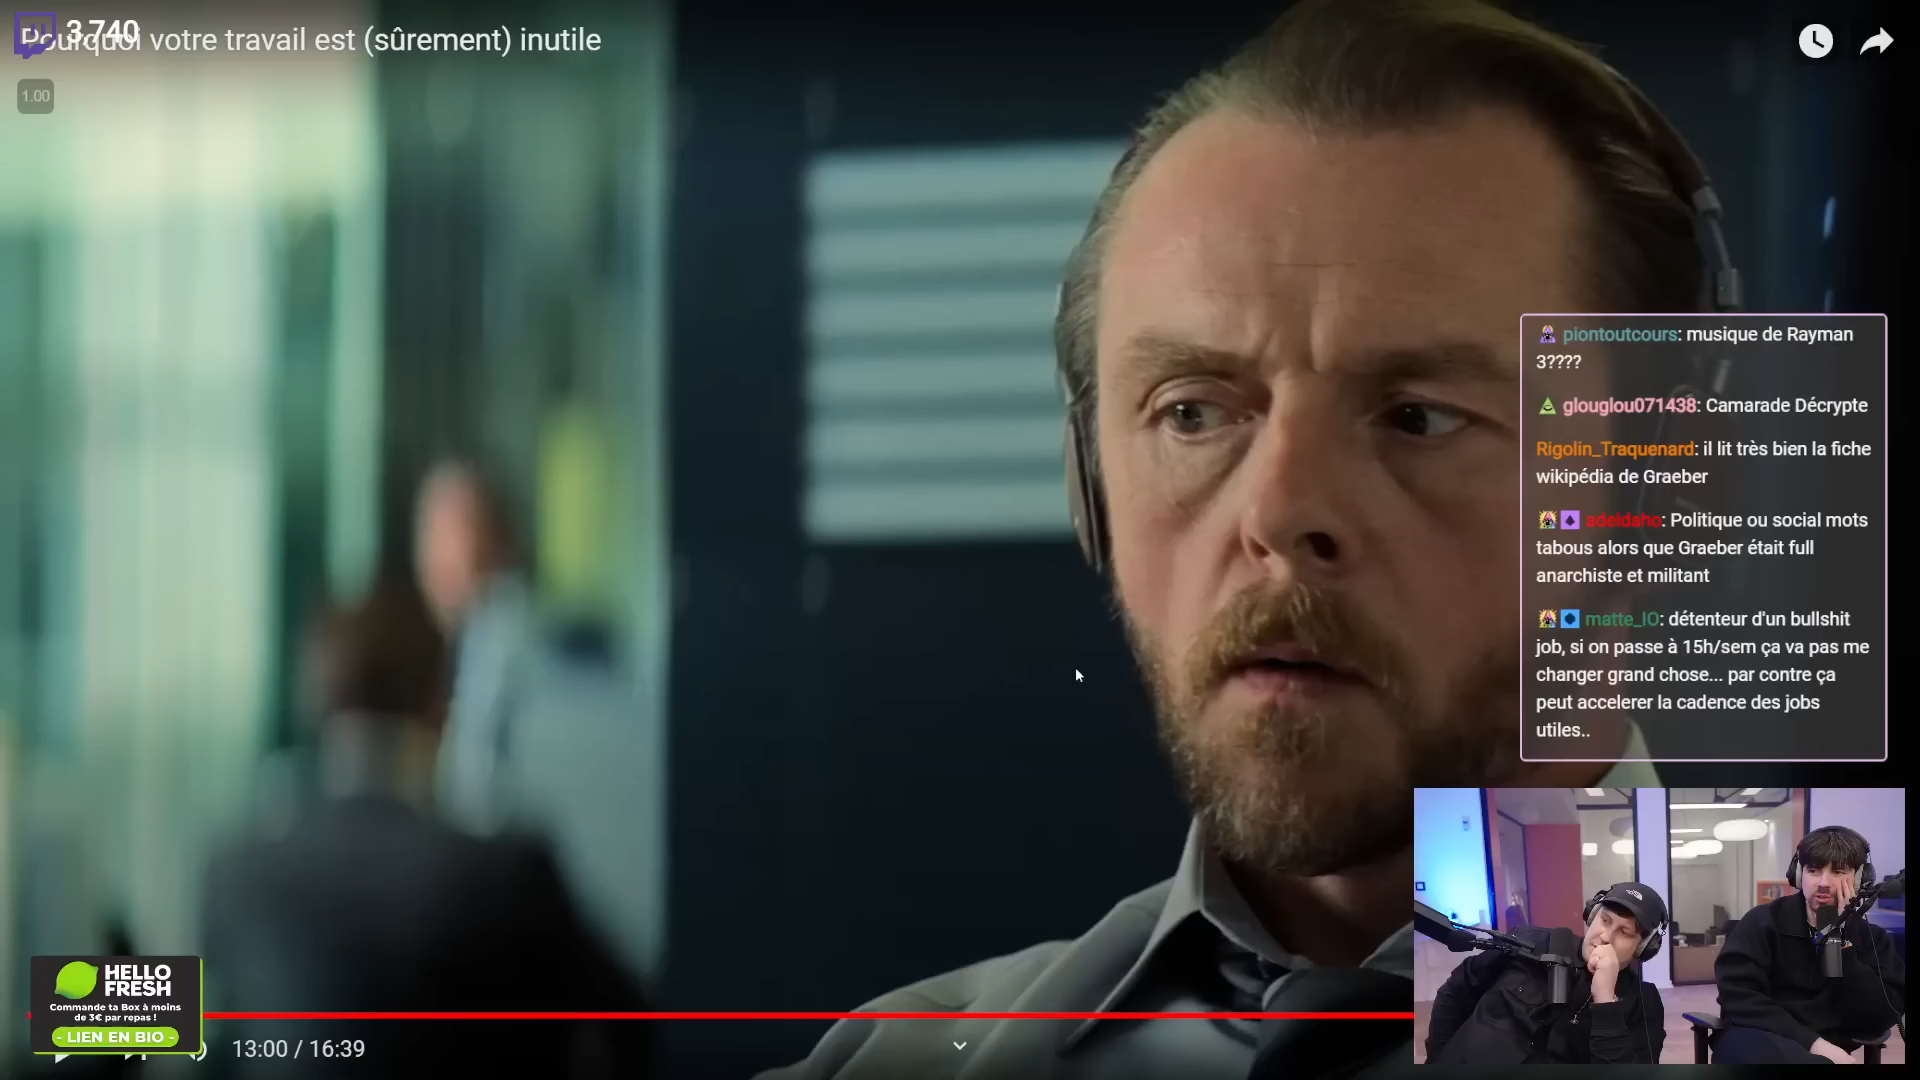 3,740
Pourquoi votre travail est (sûrement) inutile
1.00
piontoutcours: musique de Rayman
3????
glouglou071438: Camarade Décrypte
Rigolin_Traquenard: il lit très bien la fiche
wikipédia de Graeber
adeldaho: Politique ou social mots
tabous alors que Graeber était full
anarchiste et militant
matte_IO: détenteur d'un bullshit
job, si on passe à 15h/sem ça va pas me
changer grand chose... par contre ça
peut accelerer la cadence des jobs
utiles..
HELLO
FRESH
Commande ta Box à moins
de 3€ par repas !
- LIEN EN BIO -
13:00 / 16:39